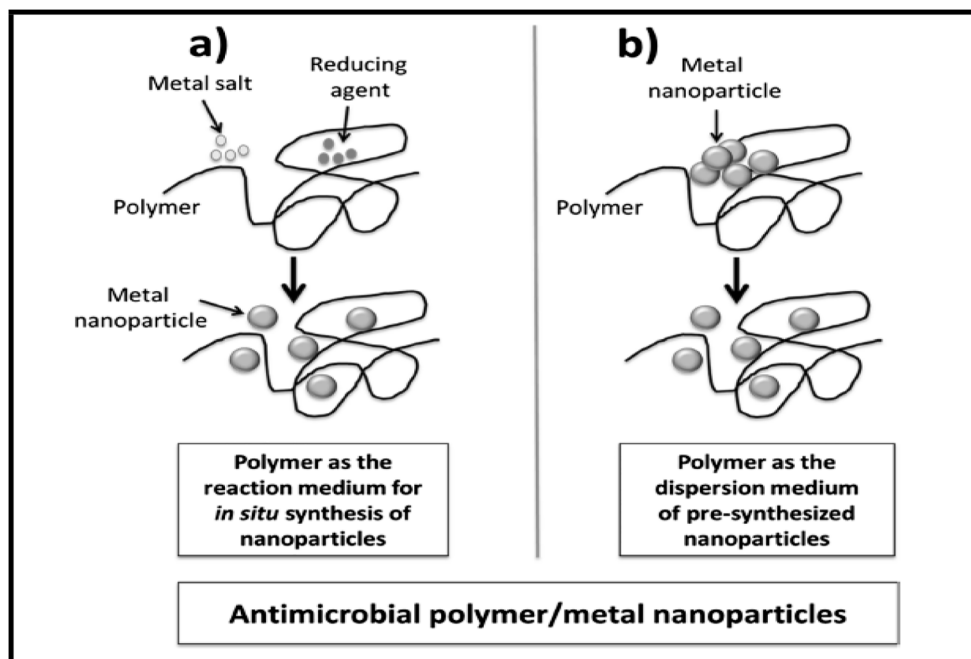 a)
Metal salt
Reducing
agent
Polymer
Metal
nanoparticle
Polymer as the
reaction medium for
in situ synthesis of
nanoparticles
b)
Metal
nanoparticle
Polymer
Polymer as the
dispersion medium
of pre-synthesized
nanoparticles
Antimicrobial polymer/metal nanoparticles